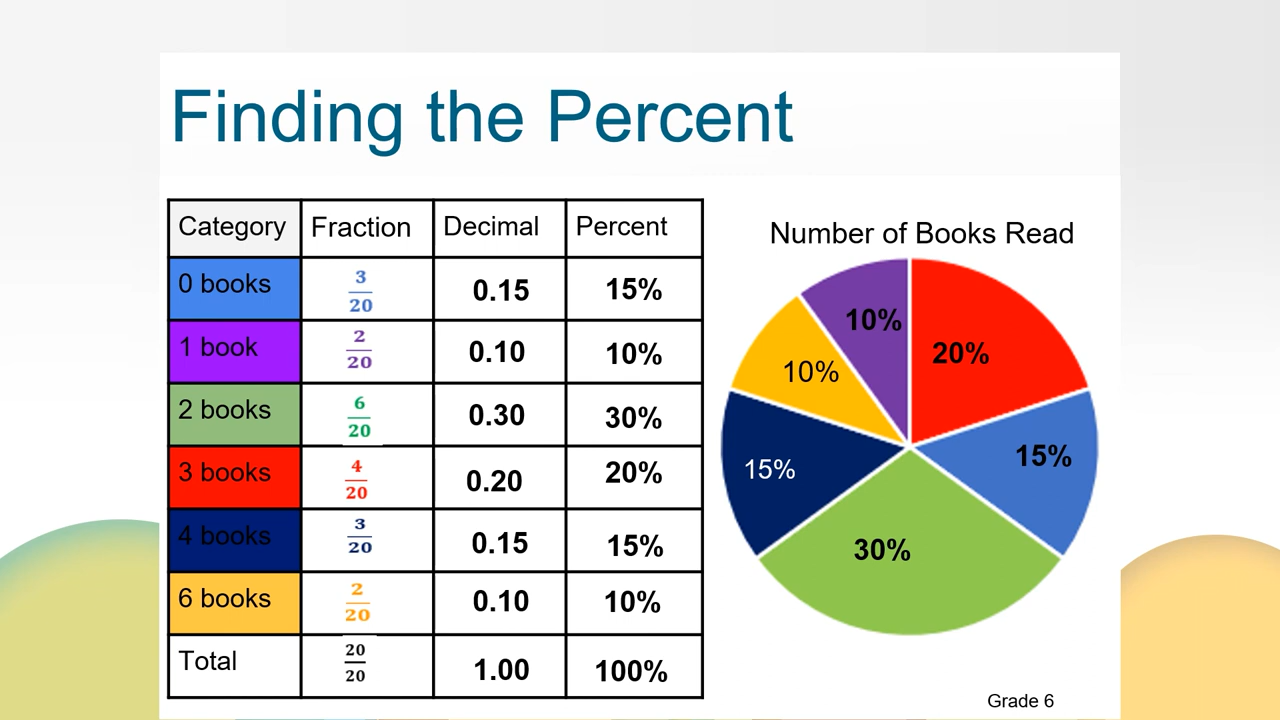 Finding the Percent
Category Fraction Decimal Percent
0 books 3/20 0.15 15%
1 book 2/20 0.10 10%
2 books 6/20 0.30 30%
3 books 4/20 0.20 20%
4 books 3/20 0.15 15%
6 books 2/20 0.10 10%
Total 20/20 1.00 100%
Number of Books Read
10%
20%
10%
15%
15%
30%
Grade 6